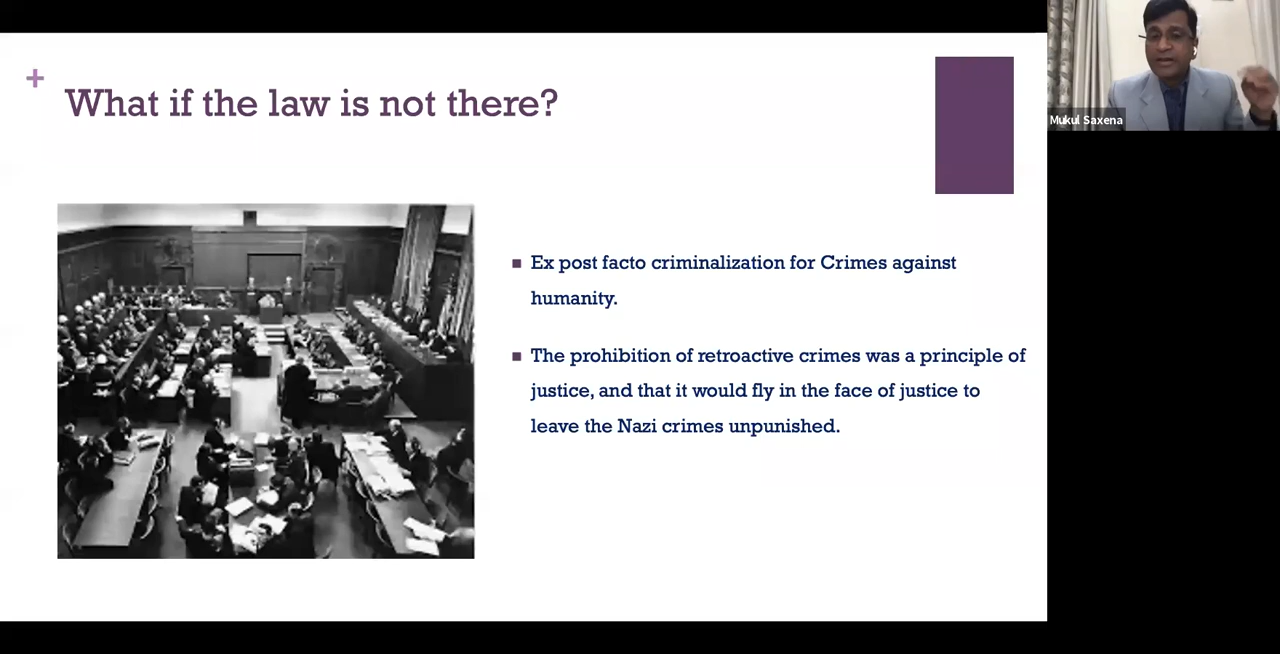 +
What if the law is not there?
Mukul Saxena
■ Ex post facto criminalization for Crimes against
humanity.
■ The prohibition of retroactive crimes was a principle of
justice, and that it would fly in the face of justice to
leave the Nazi crimes unpunished.